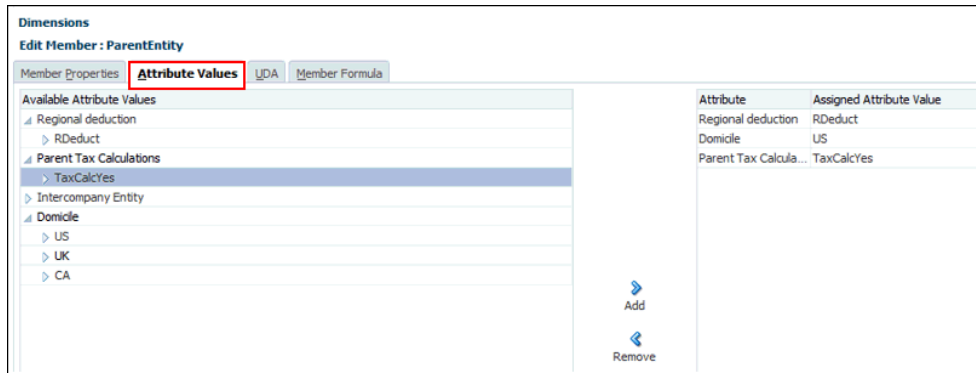 Dimensions
Edit Member : ParentEntity
Member Properties Attribute Values UDA Member Formula
Available Attribute Values
Regional deduction
RDeduct
Parent Tax Calculations
TaxCalcYes
Intercompany Entity
Domicile
US
UK
CA
Add
Remove
Attribute Assigned Attribute Value
Regional deduction RDeduct
Domicile US
Parent Tax Calcula... TaxCalcYes